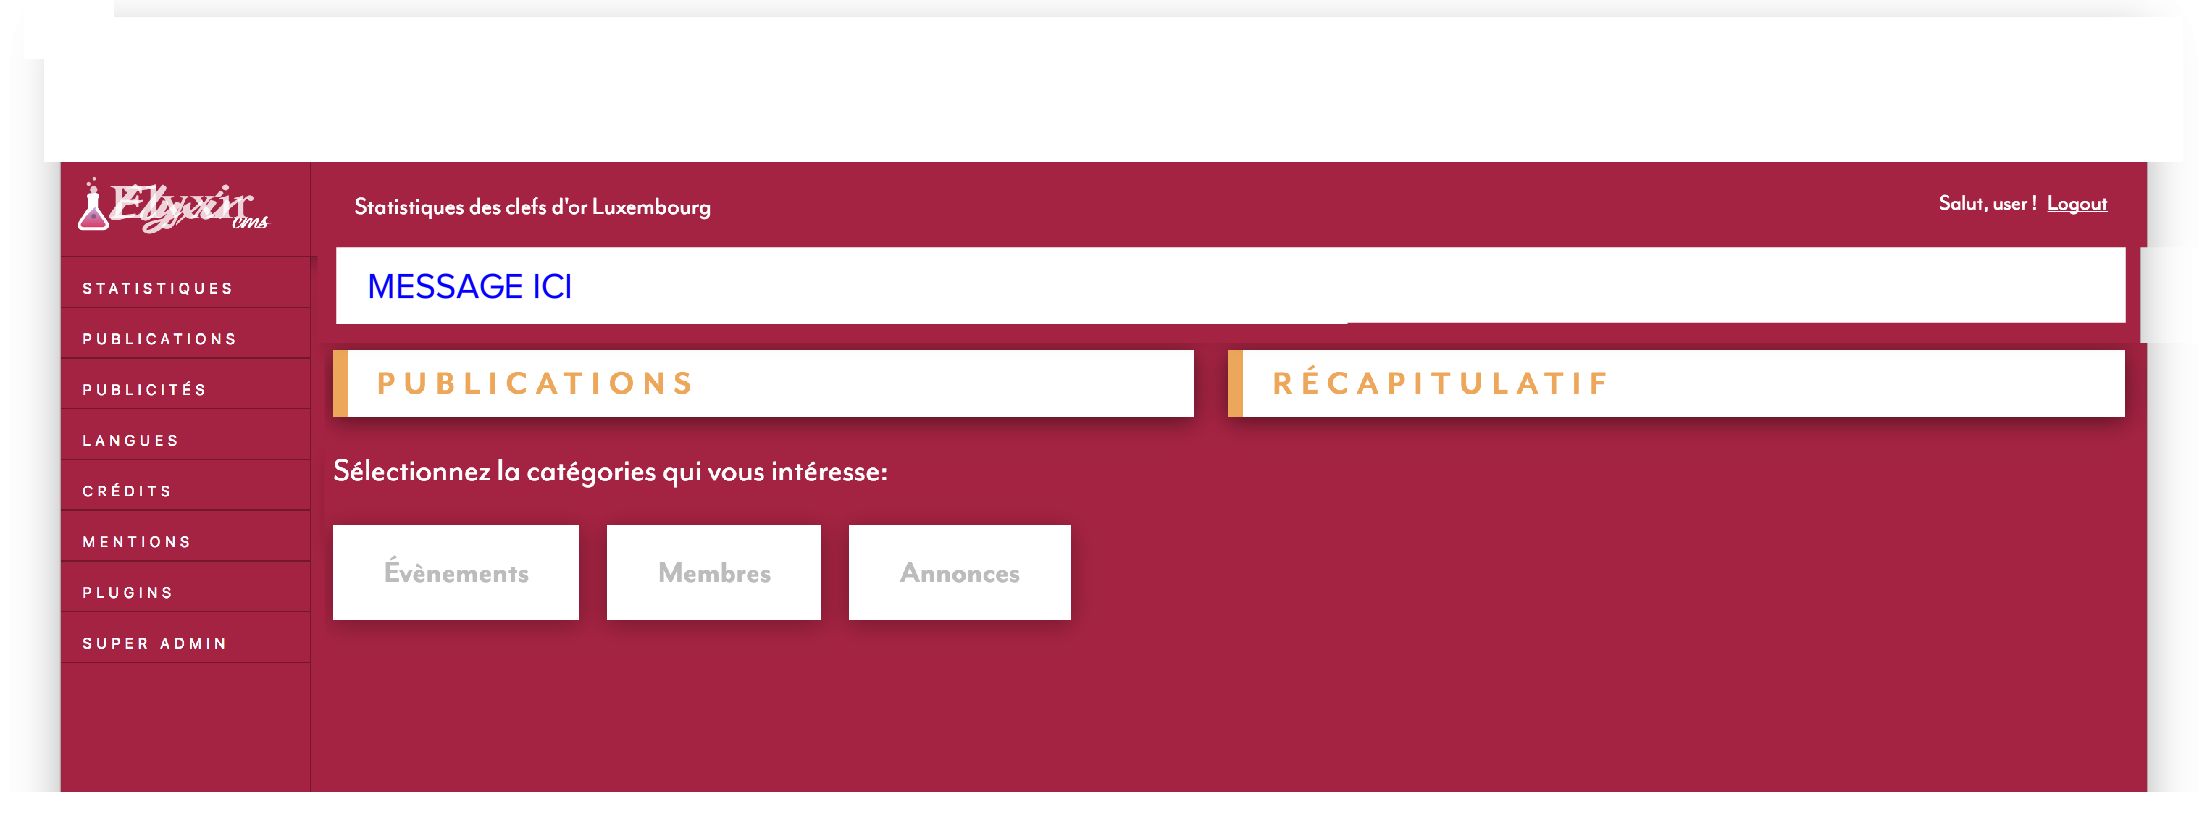 Elyxir
cms
Statistiques des clefs d'or Luxembourg
Salut, user ! Logout
STATISTIQUES
PUBLICATIONS
PUBLICITÉS
LANGUES
CRÉDITS
MENTIONS
PLUGINS
SUPER ADMIN
MESSAGE ICI
PUBLICATIONS
RÉCAPITULATIF
Sélectionnez la catégories qui vous intéresse:
Évènements
Membres
Annonces